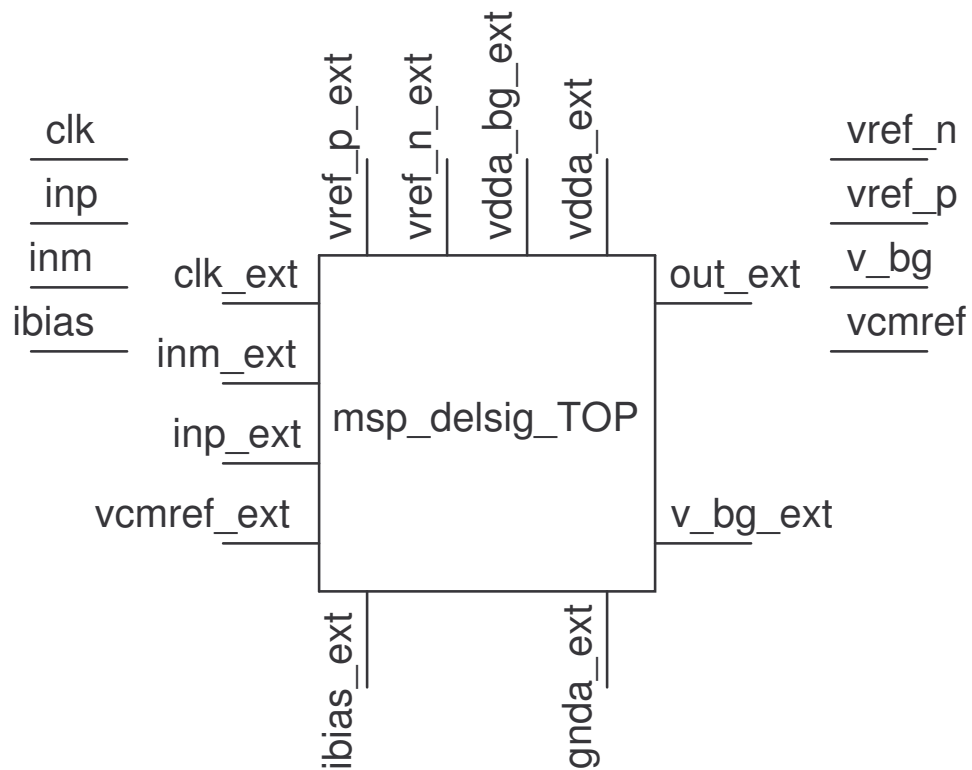 vref_p_ext
vref_n_ext
vdda_bg_ext
vdda_ext
clk
inp
inm
ibias
vref_n
vref_p
v_bg
vcmref
clk_ext
inm_ext
inp_ext
vcmref_ext
msp_delsig_TOP
out_ext
v_bg_ext
ibias_ext
gnda_ext